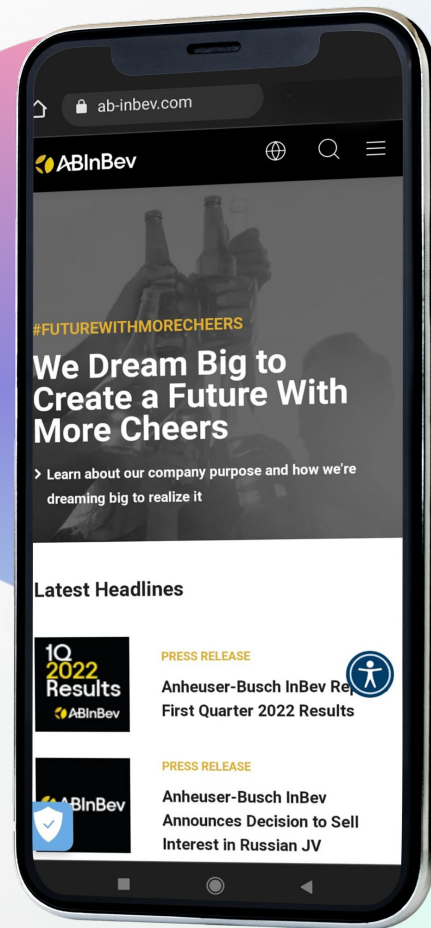 ab-inbev.com
ABInBev
#FUTUREWITHMORECHEERS
We Dream Big to
Create a Future With
More Cheers
Learn about our company purpose and how we're
dreaming big to realize it
Latest Headlines
1Q
2022
Results
ABInBev
PRESS RELEASE
Anheuser-Busch InBev
First Quarter 2022 Results
ABInBev
PRESS RELEASE
Anheuser-Busch InBev
Announces Decision to Sell
Interest in Russian JV